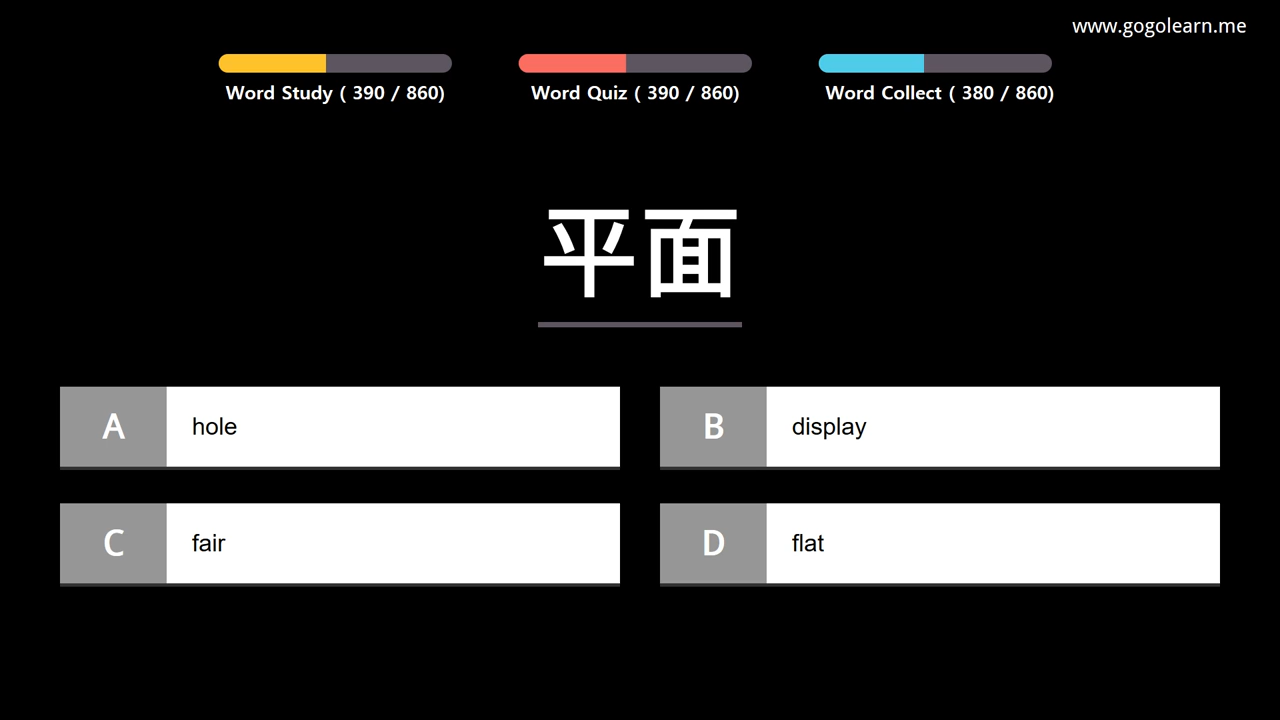 www.gogolearn.me
Word Study ( 390 / 860)
Word Quiz ( 390 / 860)
Word Collect ( 380 / 860)
平面
A hole
B display
C fair
D flat